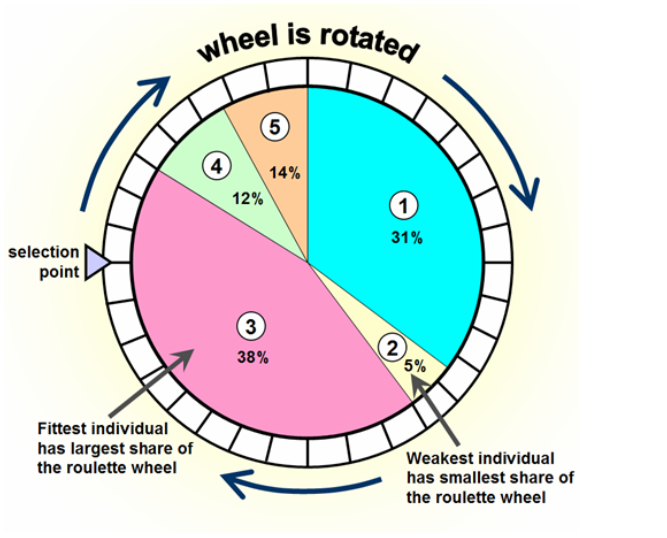 wheel is rotated
5
14%
4
12%
1
31%
selection
point
3
38%
2
5%
Fittest individual
has largest share of
the roulette wheel
Weakest individual
has smallest share of
the roulette wheel